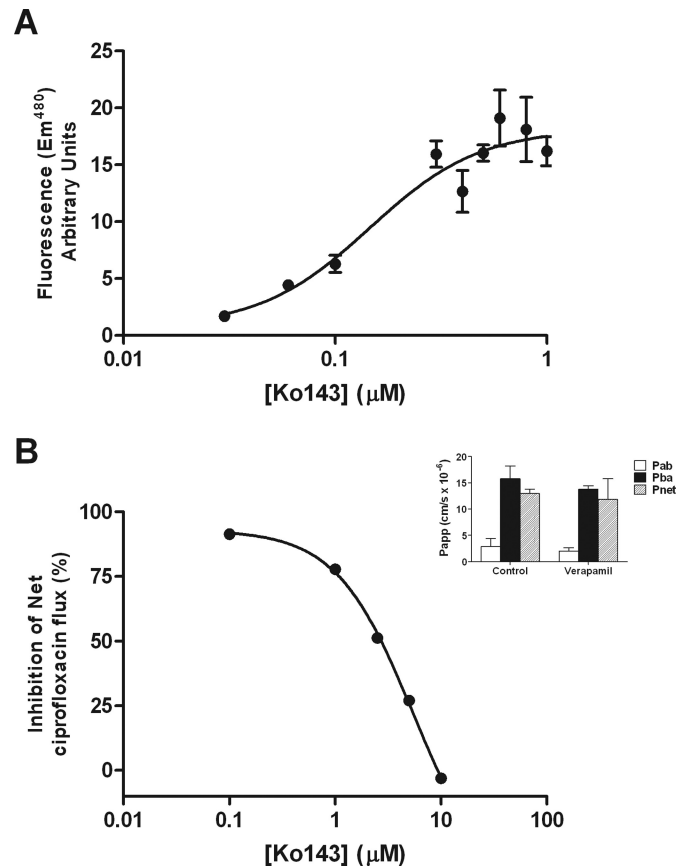 A
25
20
15
10
5
0
Fluorescence (Em480)
Arbitrary Units
0.01 0.1 1
[Ko143] (μM)
B
20
15
10
5
0
Papp (cm/s x 10-6)
Control Verapamil
Pab
Pba
Pnet
100
75
50
25
0
Inhibition of Net
ciprofloxacin flux (%)
0.01 0.1 1 10 100
[Ko143] (μM)